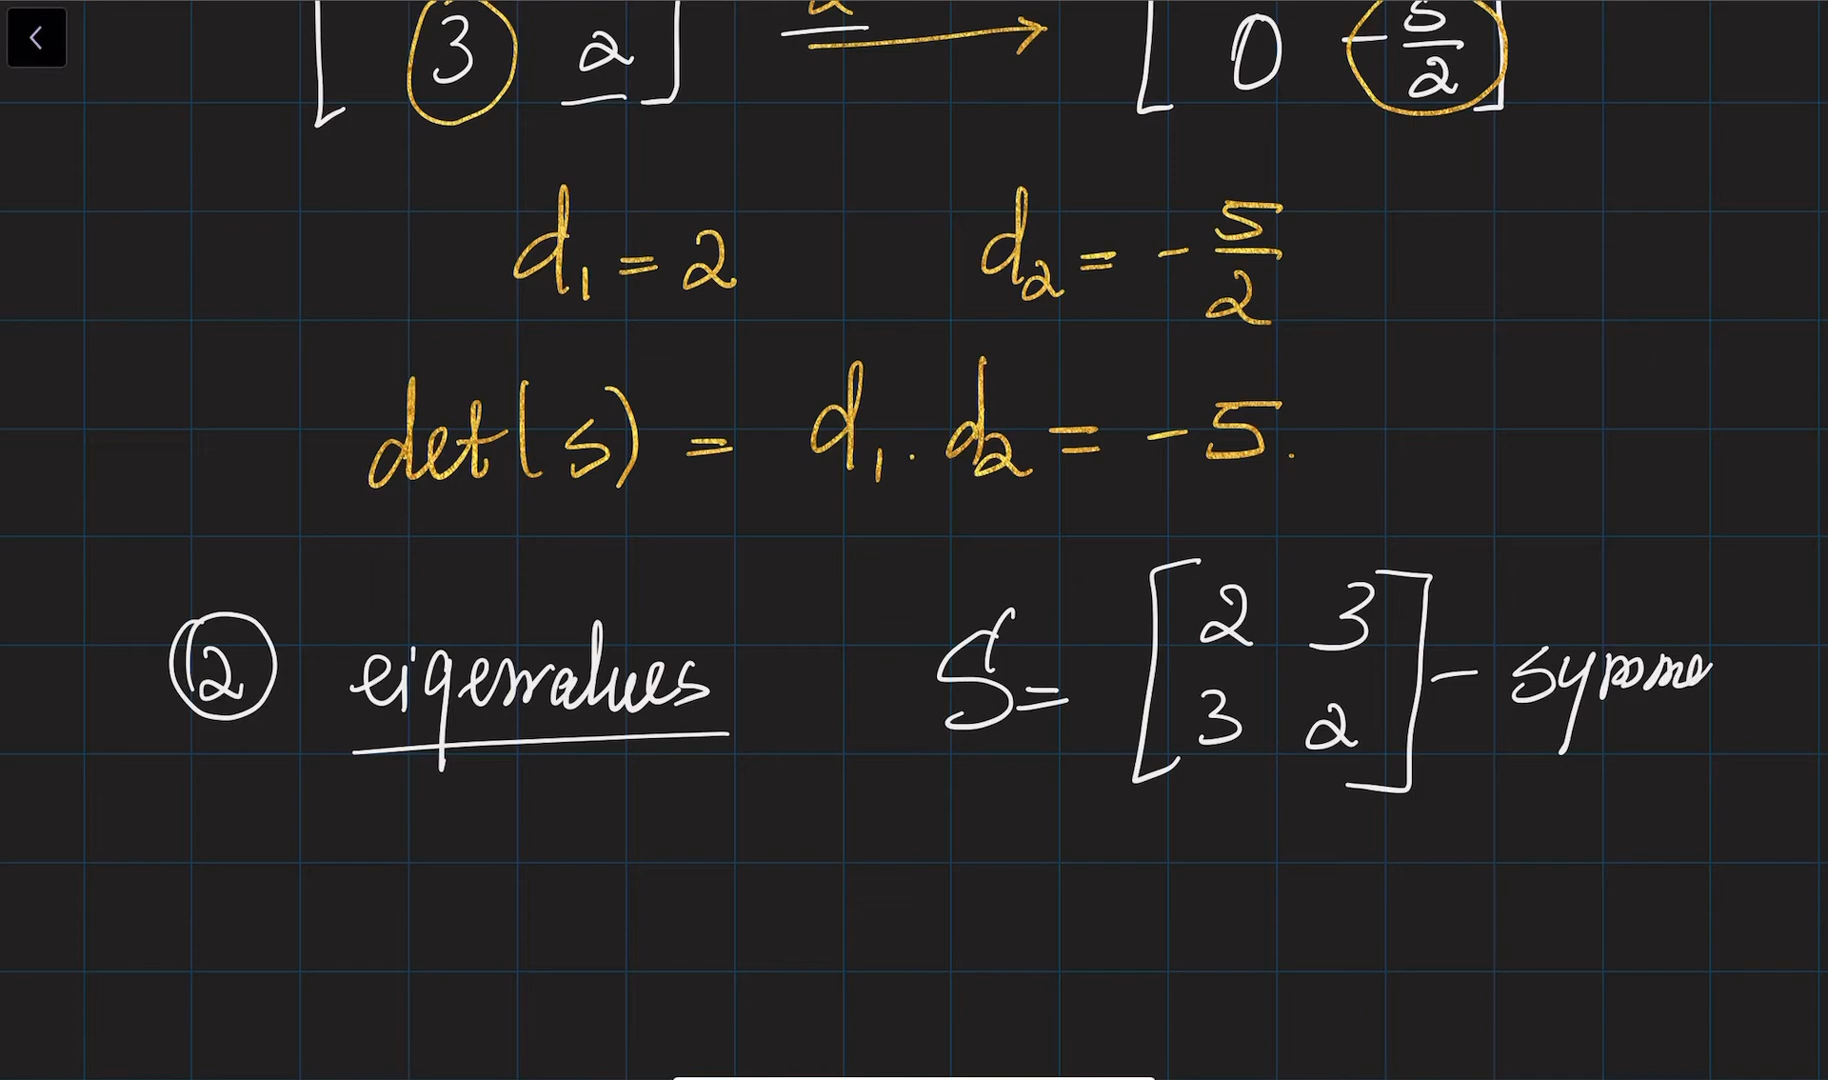 3 2 0 -5/2
d₁ = 2 d₂ = -5/2
det(s) = d₁ . d₂ = -5.
② eigenvalues S = [2 3
3 2] -